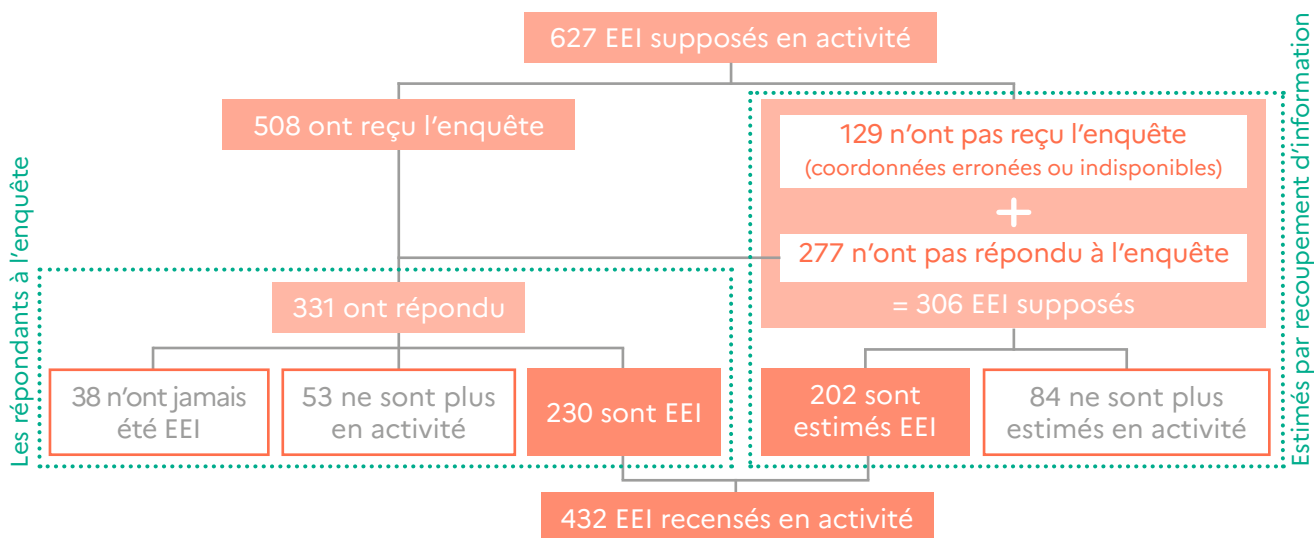 627 EEI supposés en activité
508 ont reçu l'enquête
129 n'ont pas reçu l'enquête
(coordonnées erronées ou indisponibles)
+
277 n'ont pas répondu à l'enquête
= 306 EEI supposés
Les répondants à l'enquête
331 ont répondu
38 n'ont jamais
été EEI
53 ne sont plus
en activité
230 sont EEI
Estimés par recoupement d'information
202 sont
estimés EEI
84 ne sont plus
estimés en activité
432 EEI recensés en activité